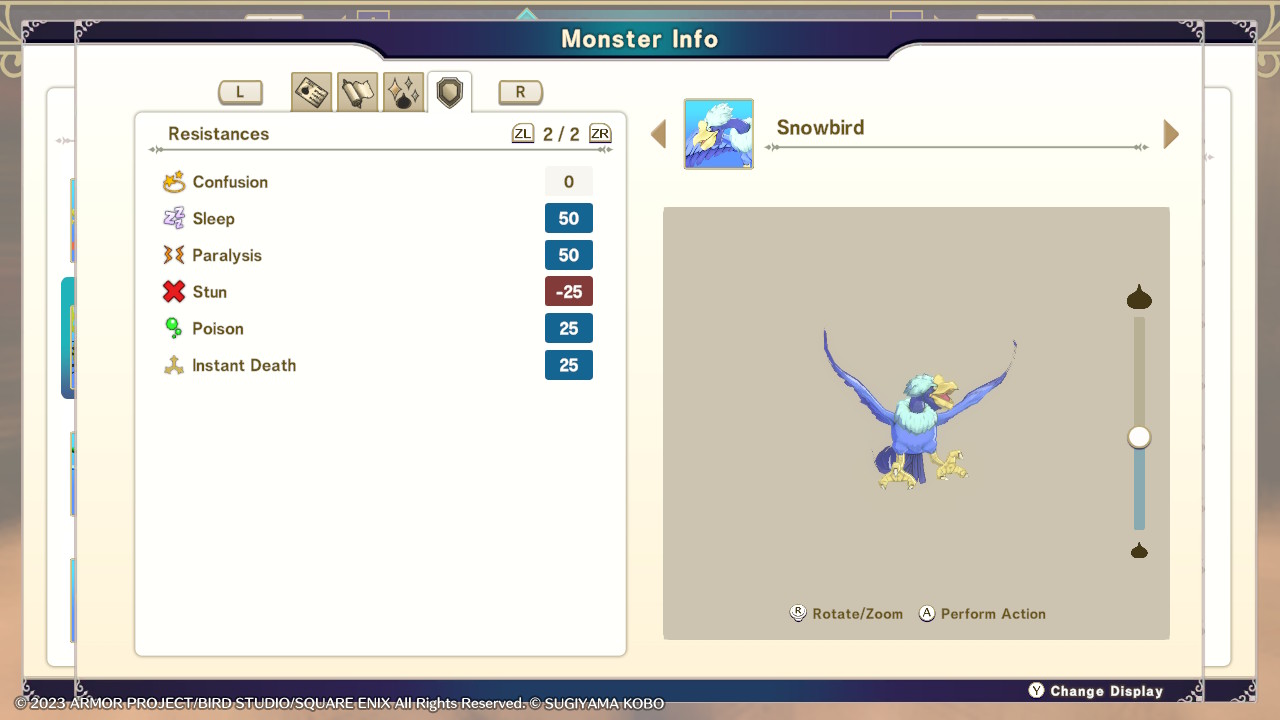 Monster Info
L
R
Resistances
ZL 2 / 2 ZR
Confusion 0
Sleep 50
Paralysis 50
Stun -25
Poison 25
Instant Death 25
Snowbird
R Rotate/Zoom A Perform Action
Y Change Display
© 2023 ARMOR PROJECT/BIRD STUDIO/SQUARE ENIX All Rights Reserved. © SUGIYAMA KOBO